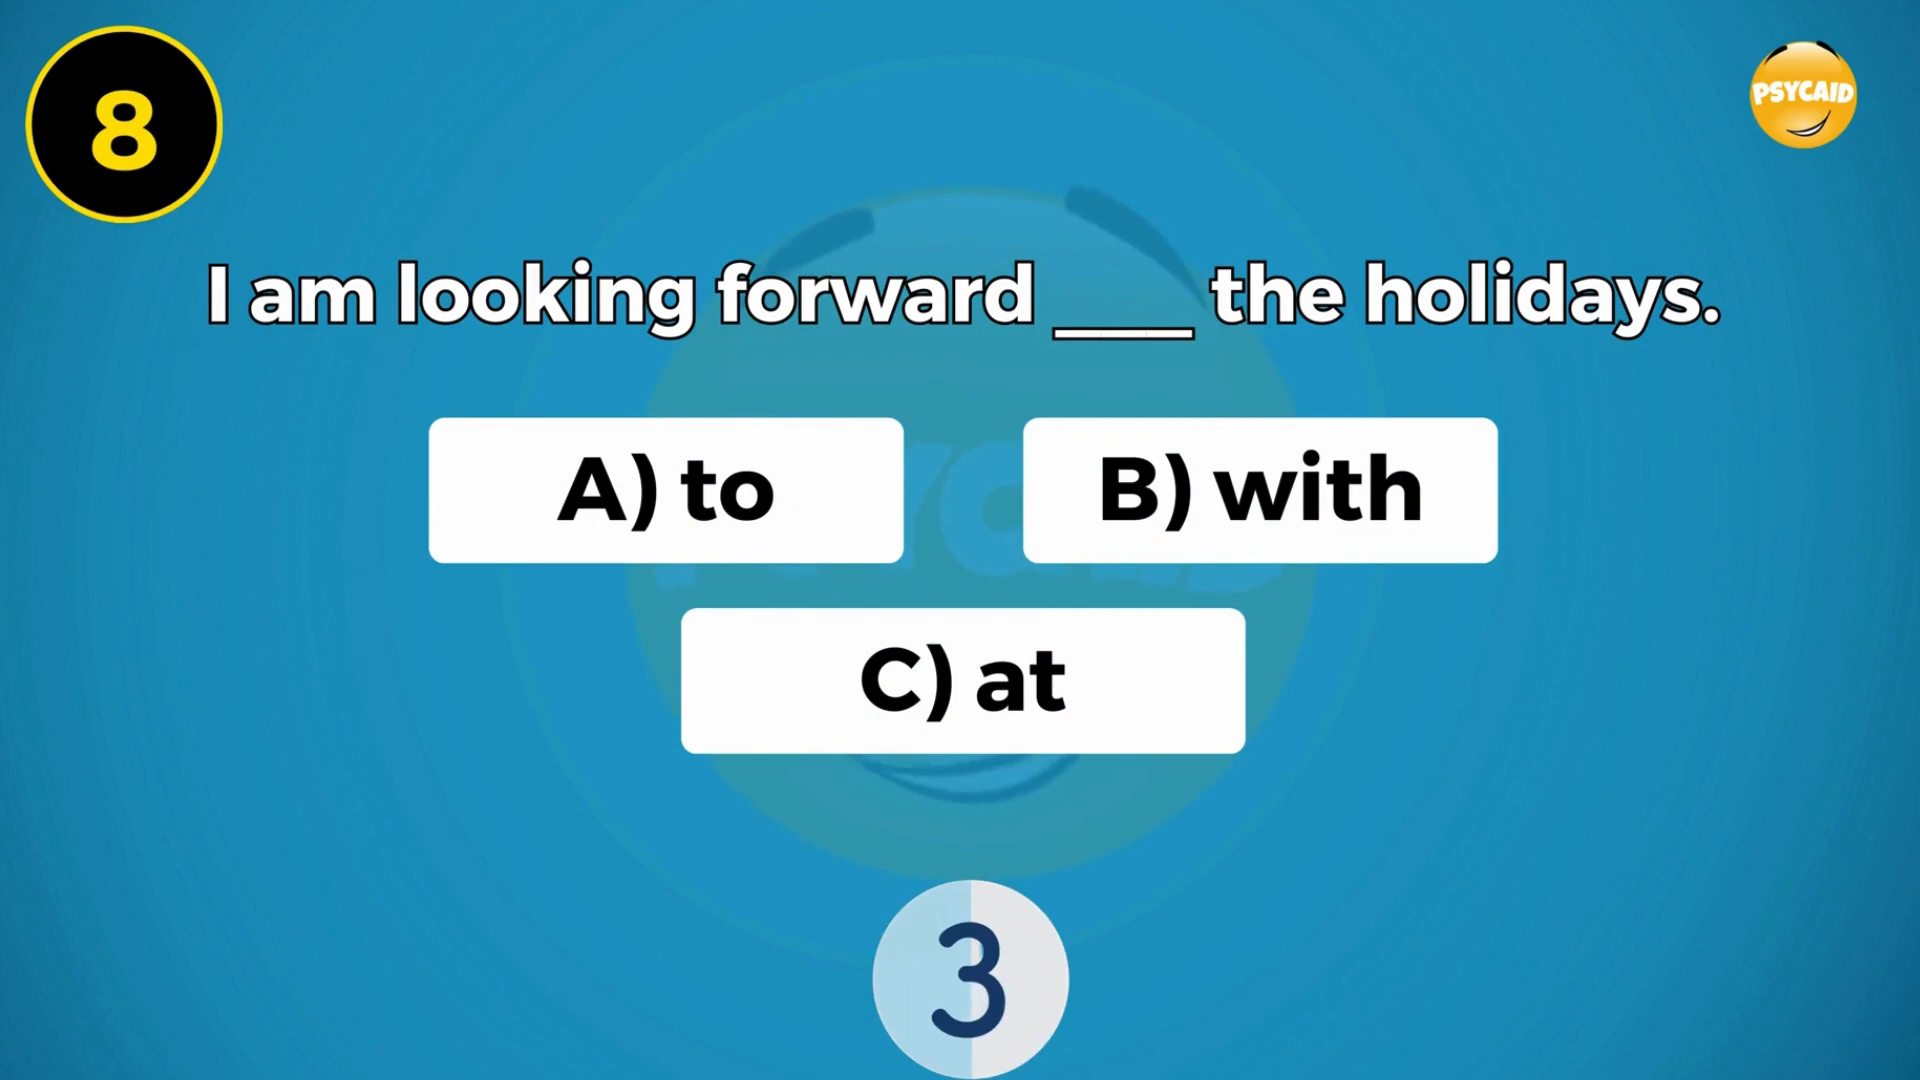 8
PSYCAID
I am looking forward ___ the holidays.
A) to
B) with
C) at
3